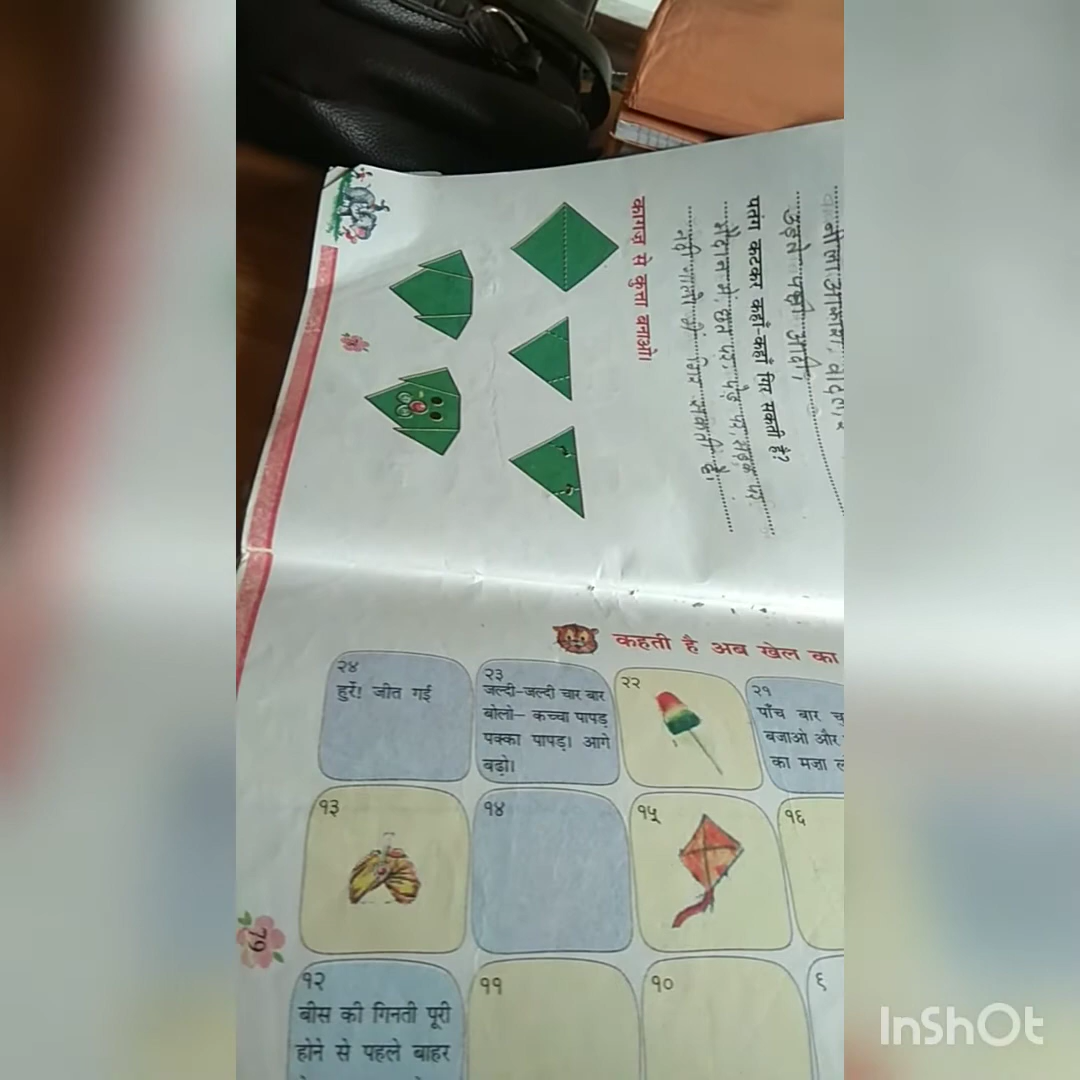 नीला आकाश, बादल,
उड़ते पक्षी आदि।
पतंग कटकर कहाँ-कहाँ गिर सकती है?
मैदान में, छत पर, पेड़ पर, सड़क पर
नदी नाले में गिर सकती है।
कागज़ से कुत्ता बनाओ।
कहती है अब खेल का
२४
हुर्रे! जीत गई
२३
जल्दी-जल्दी चार बार
बोलो– कच्चा पापड़
पक्का पापड़। आगे
बढ़ो।
२२
२१
पाँच बार
बजाओ और
का मज़ा
१३
१४
१५
१६
१२
बीस की गिनती पूरी
होने से पहले बाहर
११
१०
९
79
InShOt